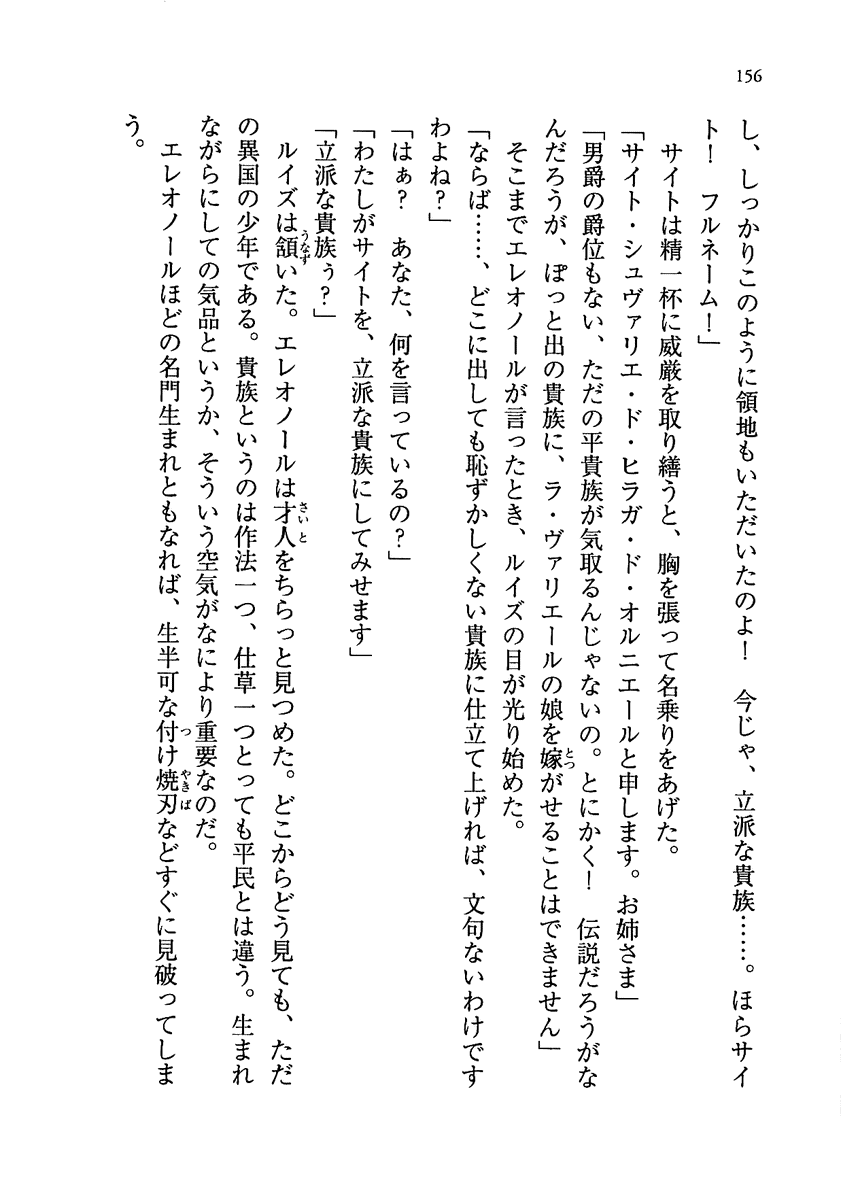 156
し、しっかりこのように領地もいただいたのよ！　今じゃ、立派な貴族……。ほらサイ
ト！　フルネーム！」
　サイトは精一杯に威厳を取り繕うと、胸を張って名乗りをあげた。
「サイト・シュヴァリエ・ド・ヒラガ・ド・オルニエールと申します。お姉さま」
「男爵の爵位もない、ただの平貴族が気取るんじゃないの。とにかく！　伝説だろうがな
んだろうが、ぽっと出の貴族に、ラ・ヴァリエールの娘を嫁がせることはできません」
　そこまでエレオノールが言ったとき、ルイズの目が光り始めた。
「ならば……、どこに出しても恥ずかしくない貴族に仕立て上げれば、文句ないわけです
わよね？」
「はぁ？　あなた、何を言っているの？」
「わたしがサイトを、立派な貴族にしてみせます」
「立派な貴族ぅ？」
　ルイズは頷いた。エレオノールは才人をちらっと見つめた。どこからどう見ても、ただ
の異国の少年である。貴族というのは作法一つ、仕草一つとっても平民とは違う。生まれ
ながらにしての気品というか、そういう空気がなにより重要なのだ。
　エレオノールほどの名門生まれともなれば、生半可な付け焼刃などすぐに見破ってしま
う。